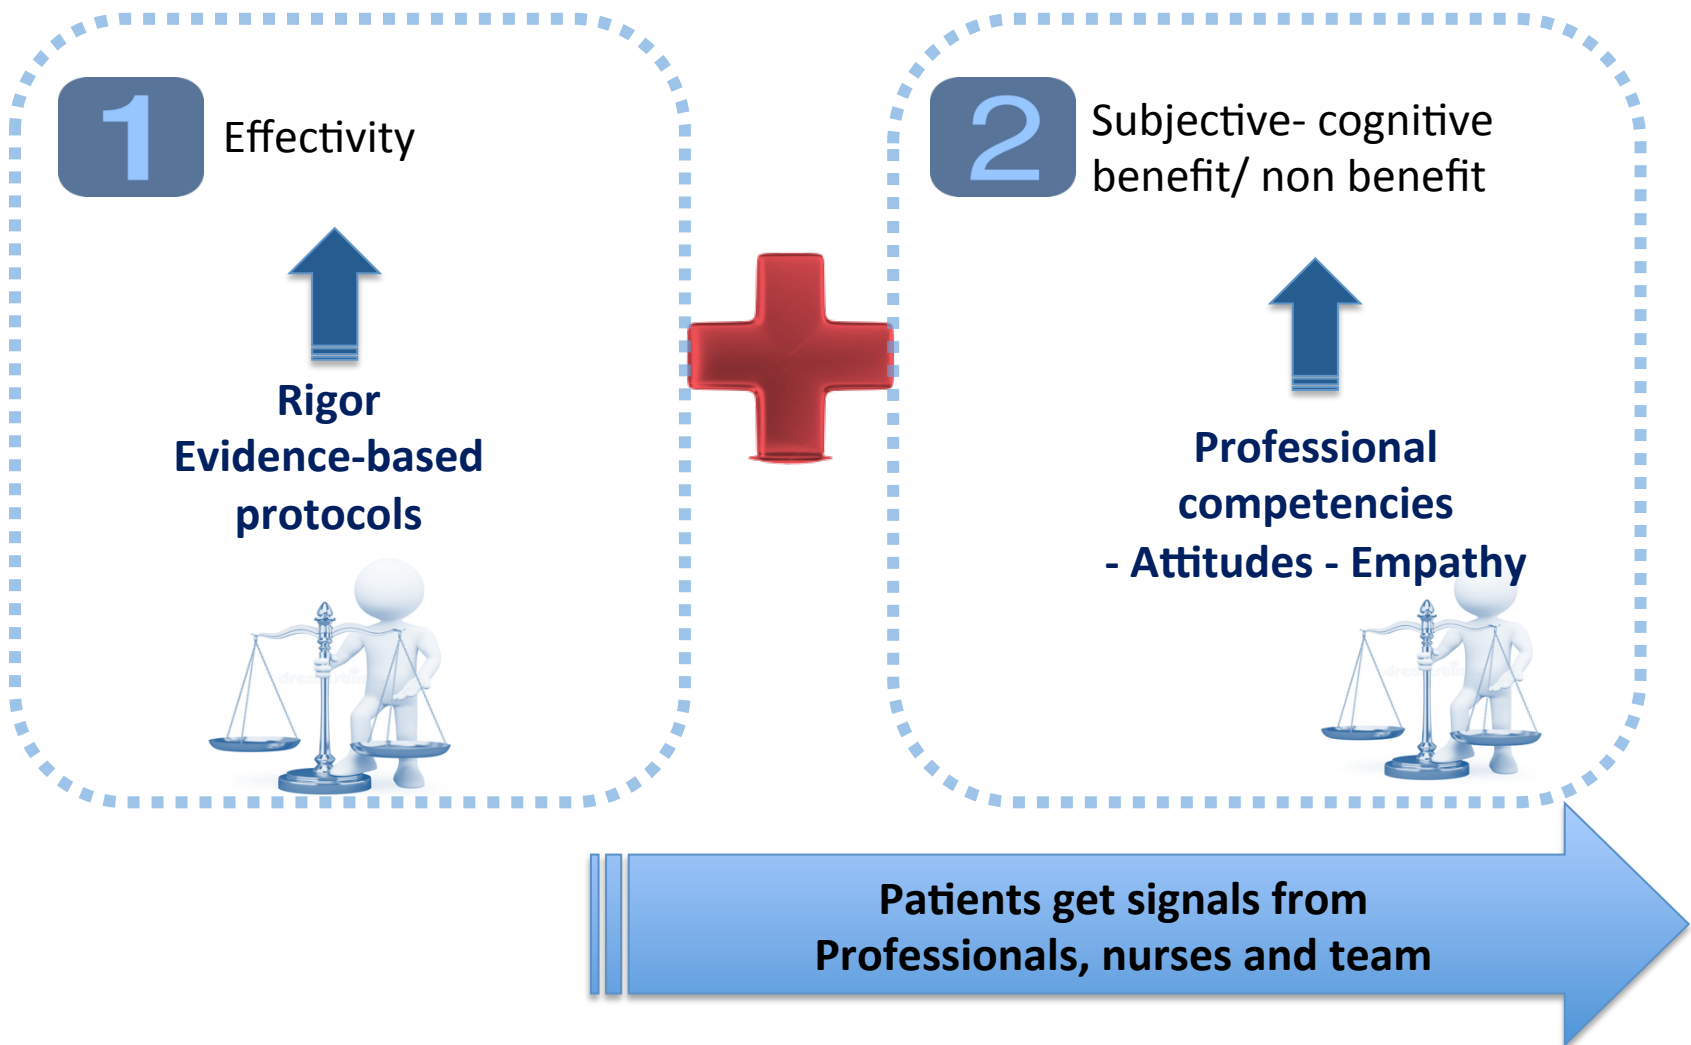 1
Effectivity
Rigor
Evidence-based
protocols
2
Subjective- cognitive
benefit/ non benefit
Professional
competencies
- Attitudes - Empathy
Patients get signals from
Professionals, nurses and team